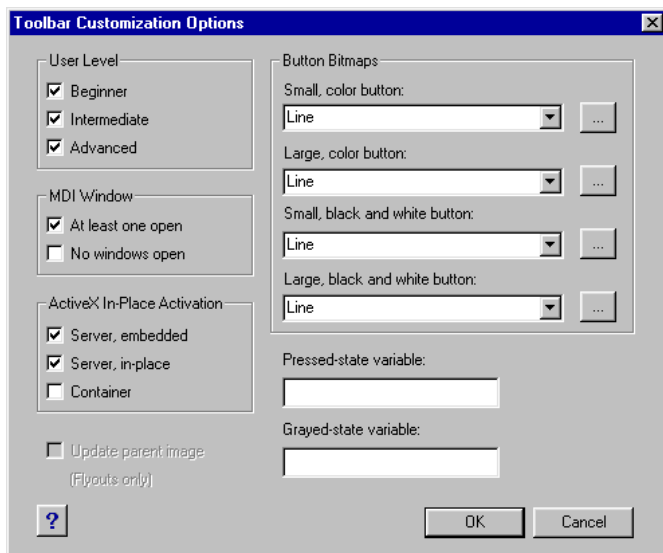 Toolbar Customization Options
User Level
Beginner
Intermediate
Advanced
MDI Window
At least one open
No windows open
ActiveX In-Place Activation
Server, embedded
Server, in-place
Container
Update parent image
(Flyouts only)
Button Bitmaps
Small, color button:
Line
...
Large, color button:
Line
...
Small, black and white button:
Line
...
Large, black and white button:
Line
...
Pressed-state variable:
Grayed-state variable:
?
OK
Cancel